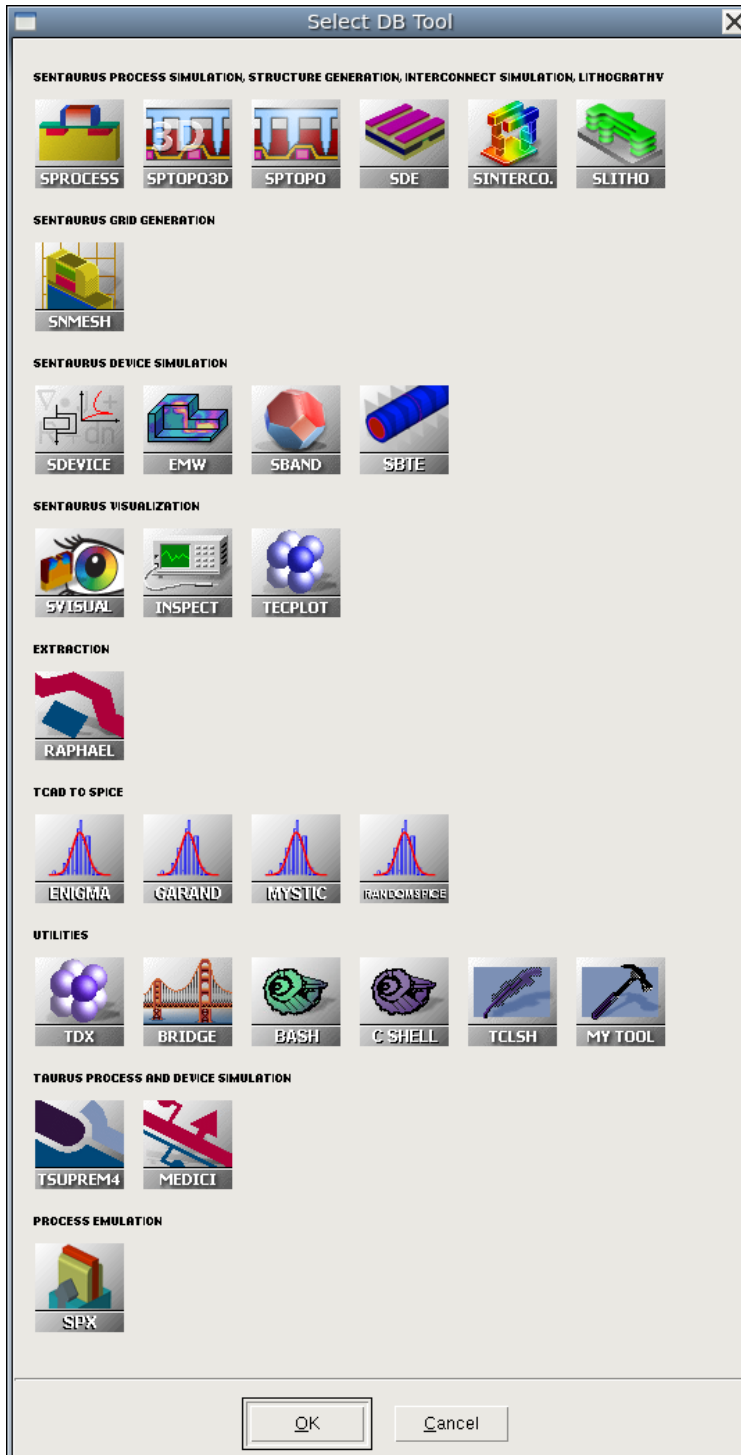 Select DB Tool
SENTAURUS PROCESS SIMULATION, STRUCTURE GENERATION, INTERCONNECT SIMULATION, LITHOGRATHY
3D
SPROCESS SPTOPO3D SPTOPO SDE SINTERCO. SLITHO
SENTAURUS GRID GENERATION
SNMESH
SENTAURUS DEVICE SIMULATION
SDEVICE EMW SBAND SBTE
SENTAURUS VISUALIZATION
SVISUAL INSPECT TECPLOT
EXTRACTION
RAPHAEL
TCAD TO SPICE
ENIGMA GARAND MYSTIC RANDOMSPICE
UTILITIES
TDX BRIDGE BASH C SHELL TCLSH MY TOOL
TAURUS PROCESS AND DEVICE SIMULATION
TSUPREM4 MEDICI
PROCESS EMULATION
SPX
OK Cancel